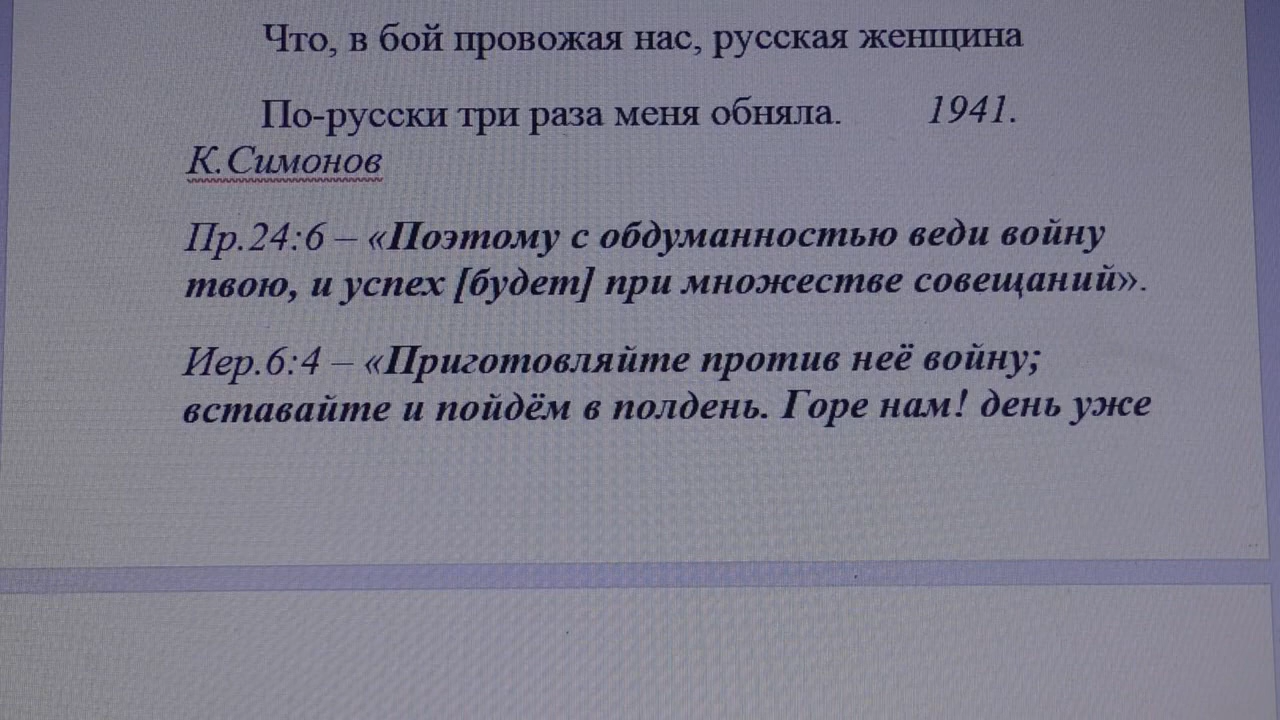 Что, в бой провожая нас, русская женщина
По-русски три раза меня обняла. 1941.
К.Симонов
Пр.24:6 – «Поэтому с обдуманностью веди войну
твою, и успех [будет] при множестве совещаний».
Иер.6:4 – «Приготовляйте против неё войну;
вставайте и пойдём в полдень. Горе нам! день уже